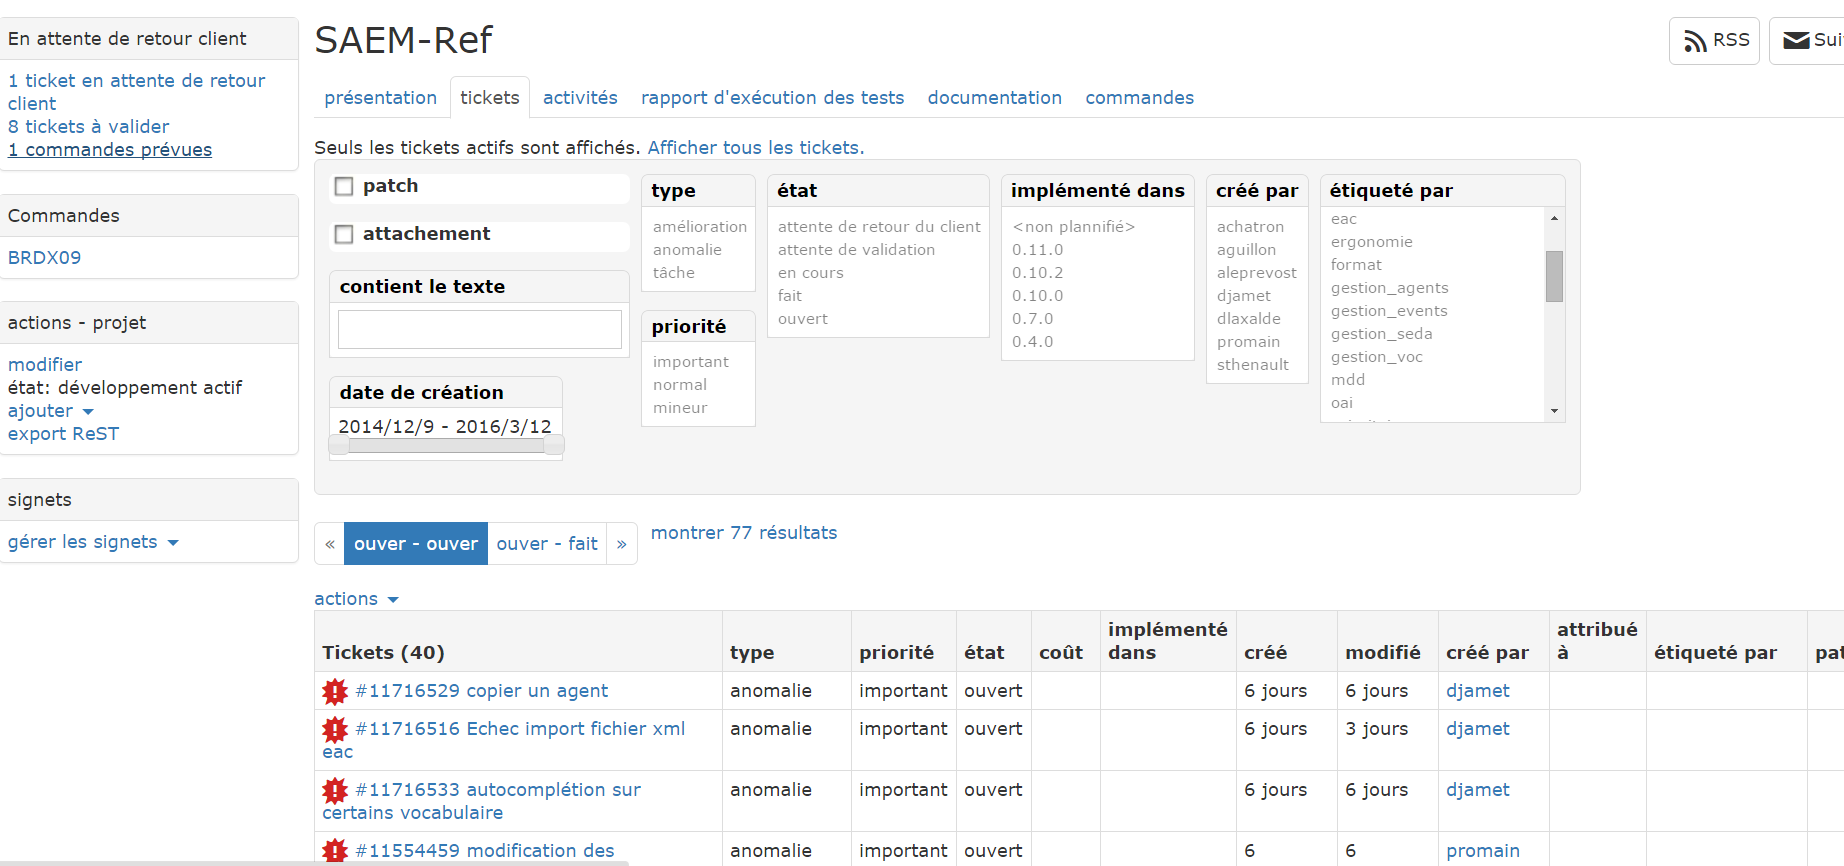 En attente de retour client
1 ticket en attente de retour
client
8 tickets à valider
1 commandes prévues
Commandes
BRDX09
actions - projet
modifier
état: développement actif
ajouter
export ReST
signets
gérer les signets
SAEM-Ref
RSS
présentation tickets activités rapport d'exécution des tests documentation commandes
Seuls les tickets actifs sont affichés. Afficher tous les tickets.
patch
attachement
contient le texte
date de création
2014/12/9 - 2016/3/12
type
amélioration
anomalie
tâche
priorité
important
normal
mineur
état
attente de retour du client
attente de validation
en cours
fait
ouvert
implémenté dans
<non plannifié>
0.11.0
0.10.2
0.10.0
0.7.0
0.4.0
créé par
achatron
aguillon
aleprevost
djamet
dlaxalde
promain
sthenault
étiqueté par
eac
ergonomie
format
gestion_agents
gestion_events
gestion_seda
gestion_voc
mdd
oai
« ouver - ouver ouver - fait » montrer 77 résultats
actions
Tickets (40) type priorité état coût implémenté dans créé modifié créé par attribué à étiqueté par
#11716529 copier un agent anomalie important ouvert 6 jours 6 jours djamet
#11716516 Echec import fichier xml anomalie important ouvert 6 jours 3 jours djamet
eac
#11716533 autocomplétion sur anomalie important ouvert 6 jours 6 jours djamet
certains vocabulaire
#11554459 modification des anomalie important ouvert 6 6 promain